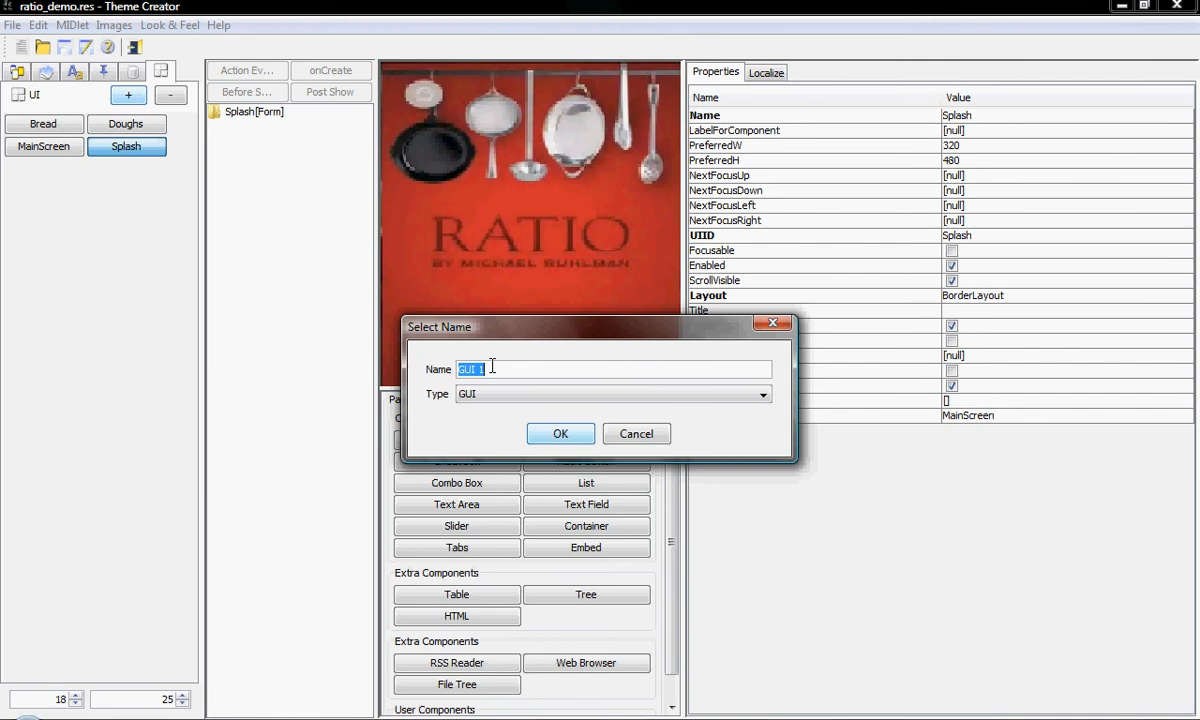 ratio_demo.res - Theme Creator
File Edit MIDlet Images Look & Feel Help
UI
+ -
Bread Doughs
MainScreen Splash
18 25
Action Ev... onCreate
Before S... Post Show
Splash[Form]
RATIO
BY MICHAEL RUHLMAN
Combo Box List
Text Area Text Field
Slider Container
Tabs Embed
Extra Components
Table Tree
HTML
Extra Components
RSS Reader Web Browser
File Tree
User Components
Properties Localize
Name Value
Name Splash
LabelForComponent [null]
PreferredW 320
PreferredH 480
NextFocusUp [null]
NextFocusDown [null]
NextFocusLeft [null]
NextFocusRight [null]
UIID Splash
Focusable
Enabled
ScrollVisible
Layout BorderLayout
Title
[null]
[]
MainScreen
Select Name
Name GUI 1
Type GUI
OK Cancel